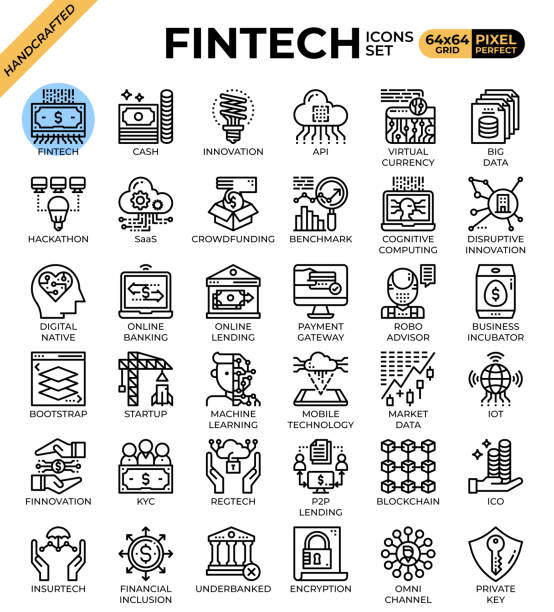 HANDCRAFTED
FINTECH
ICONS
SET
64x64
GRID
PIXEL
PERFECT
FINTECH
CASH
INNOVATION
API
VIRTUAL
CURRENCY
BIG
DATA
HACKATHON
SaaS
CROWDFUNDING
BENCHMARK
COGNITIVE
COMPUTING
DISRUPTIVE
INNOVATION
DIGITAL
NATIVE
ONLINE
BANKING
ONLINE
LENDING
PAYMENT
GATEWAY
ROBO
ADVISOR
BUSINESS
INCUBATOR
BOOTSTRAP
STARTUP
MACHINE
LEARNING
MOBILE
TECHNOLOGY
MARKET
DATA
IOT
FINNOVATION
KYC
REGTECH
P2P
LENDING
BLOCKCHAIN
ICO
INSURTECH
FINANCIAL
INCLUSION
UNDERBANKED
ENCRYPTION
OMNI
CHANNEL
PRIVATE
KEY